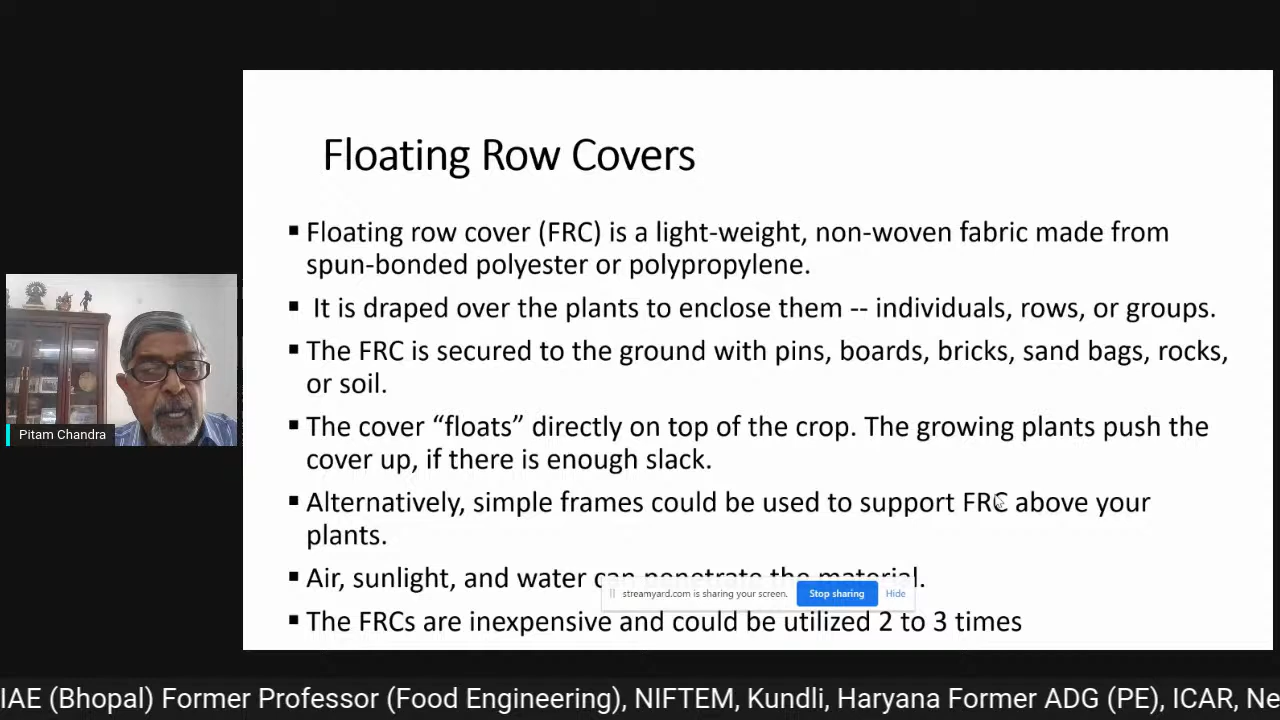 Floating Row Covers
▪ Floating row cover (FRC) is a light-weight, non-woven fabric made from
spun-bonded polyester or polypropylene.
▪ It is draped over the plants to enclose them -- individuals, rows, or groups.
▪ The FRC is secured to the ground with pins, boards, bricks, sand bags, rocks,
or soil.
▪ The cover “floats” directly on top of the crop. The growing plants push the
cover up, if there is enough slack.
▪ Alternatively, simple frames could be used to support FRC above your
plants.
▪ Air, sunlight, and water can penetrate the material.
streamyard.com is sharing your screen. Stop sharing Hide
▪ The FRCs are inexpensive and could be utilized 2 to 3 times
Pitam Chandra
IAE (Bhopal) Former Professor (Food Engineering), NIFTEM, Kundli, Haryana Former ADG (PE), ICAR, Ne